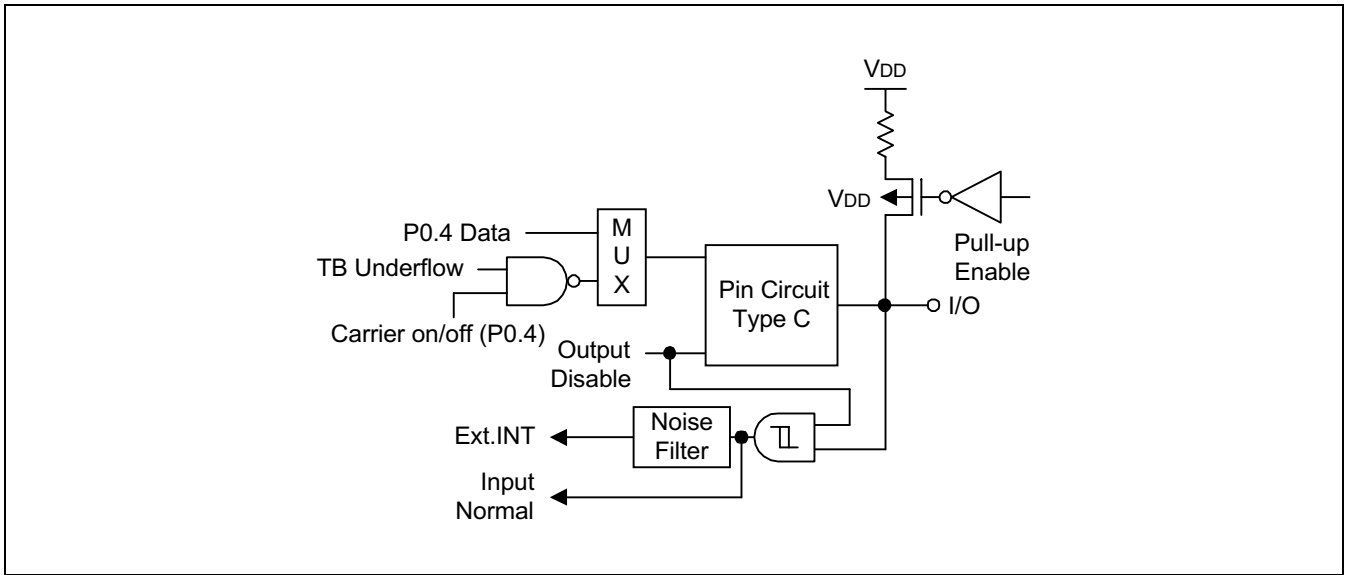 VDD
VDD
Pull-up
Enable
P0.4 Data
TB Underflow
Carrier on/off (P0.4)
M
U
X
Pin Circuit
Type C
I/O
Output
Disable
Noise
Filter
Ext.INT
Input
Normal